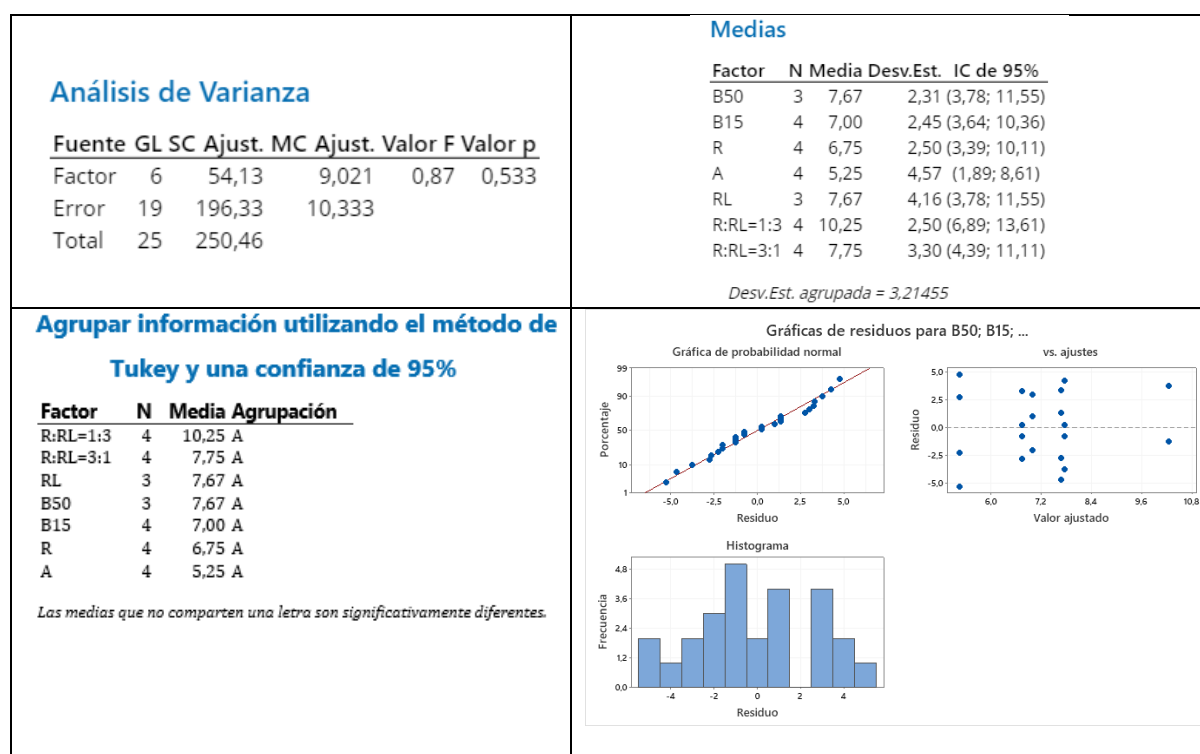 Análisis de Varianza
Fuente GL SC Ajust. MC Ajust. Valor F Valor p
Factor 6 54,13 9,021 0,87 0,533
Error 19 196,33 10,333
Total 25 250,46
Medias
Factor N Media Desv.Est. IC de 95%
B50 3 7,67 2,31 (3,78; 11,55)
B15 4 7,00 2,45 (3,64; 10,36)
R 4 6,75 2,50 (3,39; 10,11)
A 4 5,25 4,57 (1,89; 8,61)
RL 3 7,67 4,16 (3,78; 11,55)
R:RL=1:3 4 10,25 2,50 (6,89; 13,61)
R:RL=3:1 4 7,75 3,30 (4,39; 11,11)
Desv.Est. agrupada = 3,21455
Agrupar información utilizando el método de
Tukey y una confianza de 95%
Factor N Media Agrupación
R:RL=1:3 4 10,25 A
R:RL=3:1 4 7,75 A
RL 3 7,67 A
B50 3 7,67 A
B15 4 7,00 A
R 4 6,75 A
A 4 5,25 A
Las medias que no comparten una letra son significativamente diferentes.
Gráficas de residuos para B50; B15; ...
Gráfica de probabilidad normal
99
90
50
10
1
Porcentaje
-5,0 -2,5 0,0 2,5 5,0
Residuo
vs. ajustes
5,0
2,5
0,0
-2,5
-5,0
Residuo
6,0 7,2 8,4 9,6 10,8
Valor ajustado
Histograma
4,8
3,6
2,4
1,2
0,0
Frecuencia
-4 -2 0 2 4
Residuo